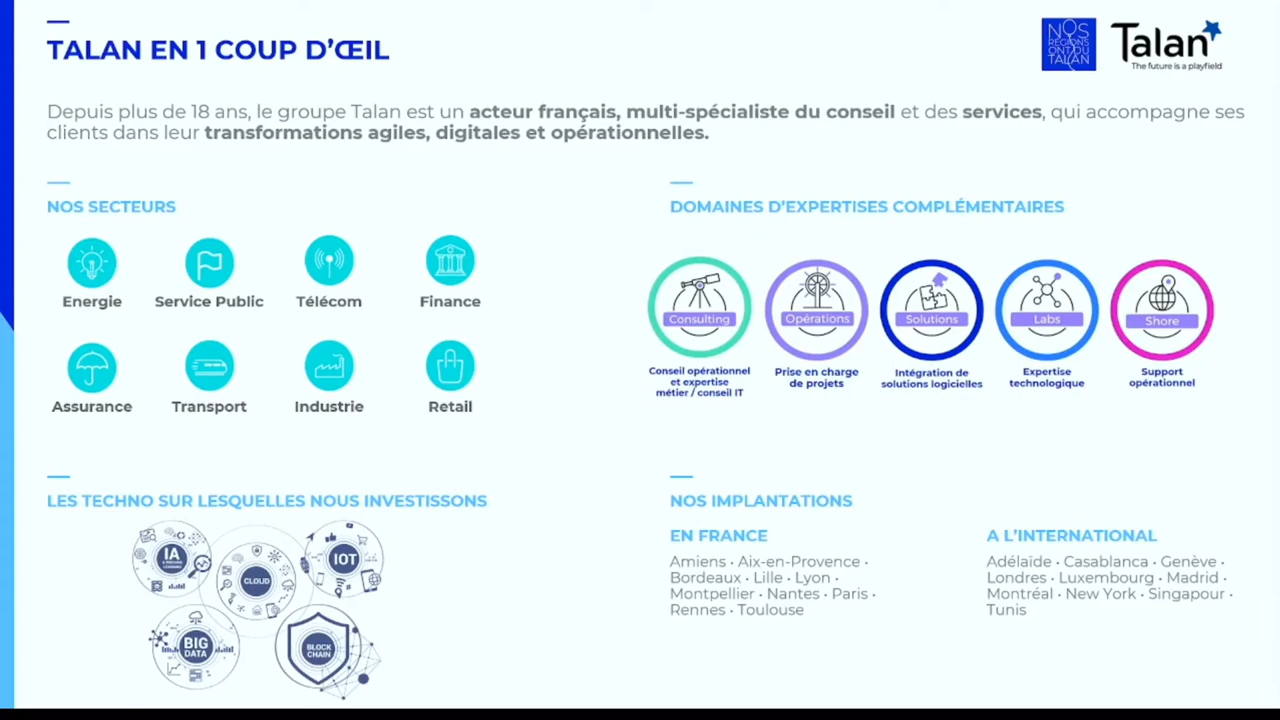 TALAN EN 1 COUP D'ŒIL
NOS
RÉGIONS
ONT DU
TALAN
Talan
The future is a playfield
Depuis plus de 18 ans, le groupe Talan est un acteur français, multi-spécialiste du conseil et des services, qui accompagne ses
clients dans leur transformations agiles, digitales et opérationnelles.
NOS SECTEURS
Energie
Service Public
Télécom
Finance
Assurance
Transport
Industrie
Retail
DOMAINES D'EXPERTISES COMPLÉMENTAIRES
Consulting
Opérations
Solutions
Labs
Shore
Conseil opérationnel
et expertise
métier / conseil IT
Prise en charge
de projets
Intégration de
solutions logicielles
Expertise
technologique
Support
opérationnel
LES TECHNO SUR LESQUELLES NOUS INVESTISSONS
IA
CLOUD
IOT
BIG
DATA
BLOCK
CHAIN
NOS IMPLANTATIONS
EN FRANCE
Amiens · Aix-en-Provence ·
Bordeaux · Lille · Lyon ·
Montpellier · Nantes · Paris ·
Rennes · Toulouse
A L'INTERNATIONAL
Adélaïde · Casablanca · Genève ·
Londres · Luxembourg · Madrid ·
Montréal · New York · Singapour ·
Tunis